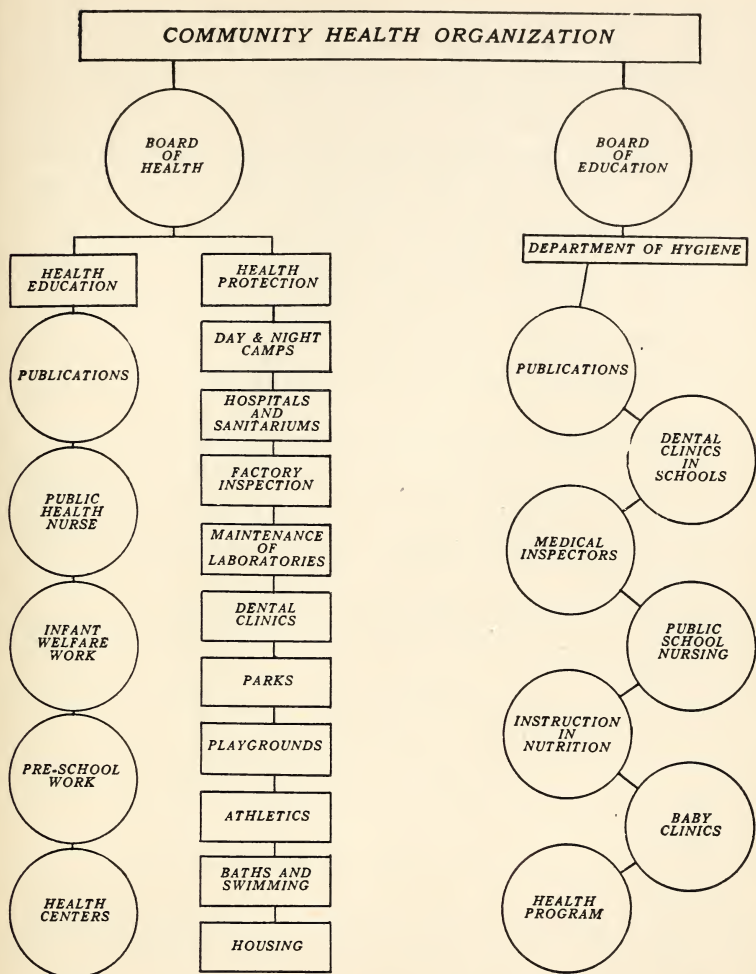 COMMUNITY HEALTH ORGANIZATION
BOARD
OF
HEALTH
HEALTH
EDUCATION
PUBLICATIONS
PUBLIC
HEALTH
NURSE
INFANT
WELFARE
WORK
PRE-SCHOOL
WORK
HEALTH
CENTERS
HEALTH
PROTECTION
DAY & NIGHT
CAMPS
HOSPITALS
AND
SANITARIUMS
FACTORY
INSPECTION
MAINTENANCE
OF
LABORATORIES
DENTAL
CLINICS
PARKS
PLAYGROUNDS
ATHLETICS
BATHS AND
SWIMMING
HOUSING
BOARD
OF
EDUCATION
DEPARTMENT OF HYGIENE
PUBLICATIONS
DENTAL
CLINICS
IN
SCHOOLS
MEDICAL
INSPECTORS
PUBLIC
SCHOOL
NURSING
INSTRUCTION
IN
NUTRITION
BABY
CLINICS
HEALTH
PROGRAM